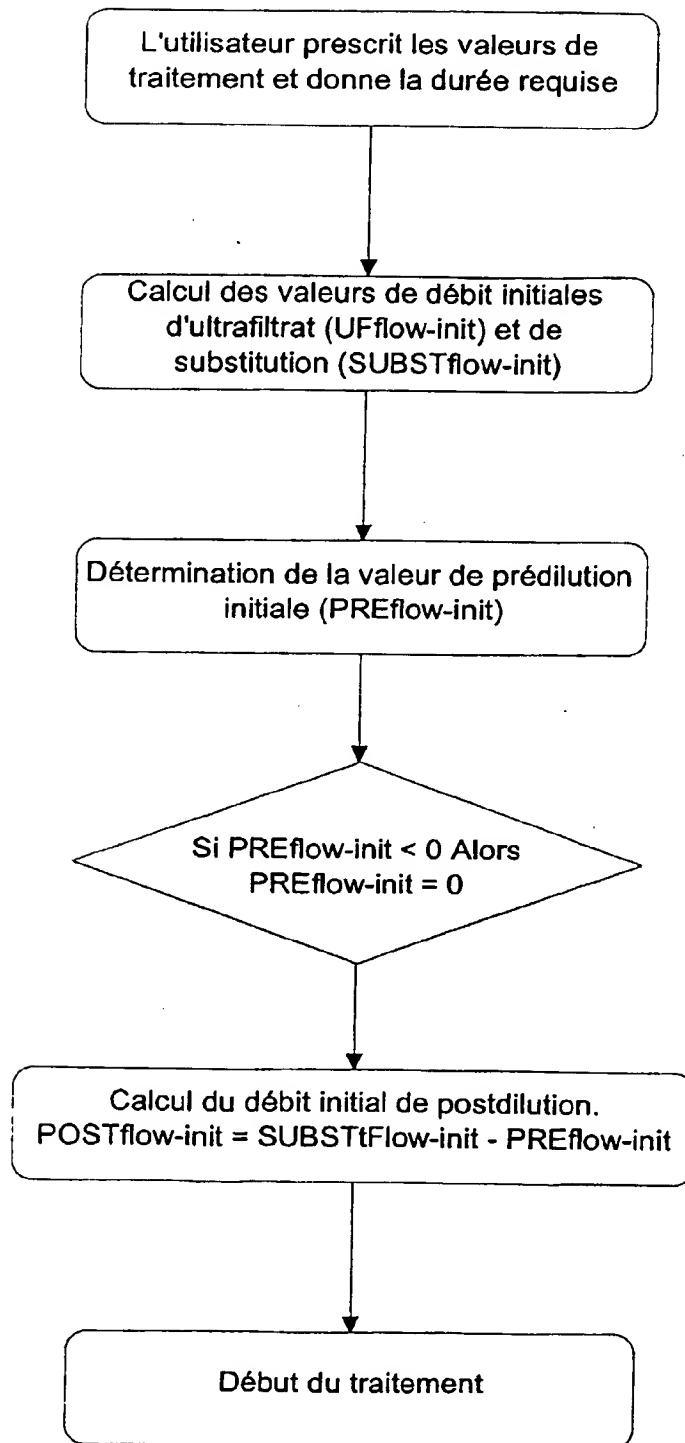 L'utilisateur prescrit les valeurs de
traitement et donne la durée requise
Calcul des valeurs de débit initiales
d'ultrafiltrat (UFflow-init) et de
substitution (SUBSTflow-init)
Détermination de la valeur de prédilution
initiale (PREflow-init)
Si PREflow-init < 0 Alors
PREflow-init = 0
Calcul du débit initial de postdilution.
POSTflow-init = SUBSTtFlow-init - PREflow-init
Début du traitement